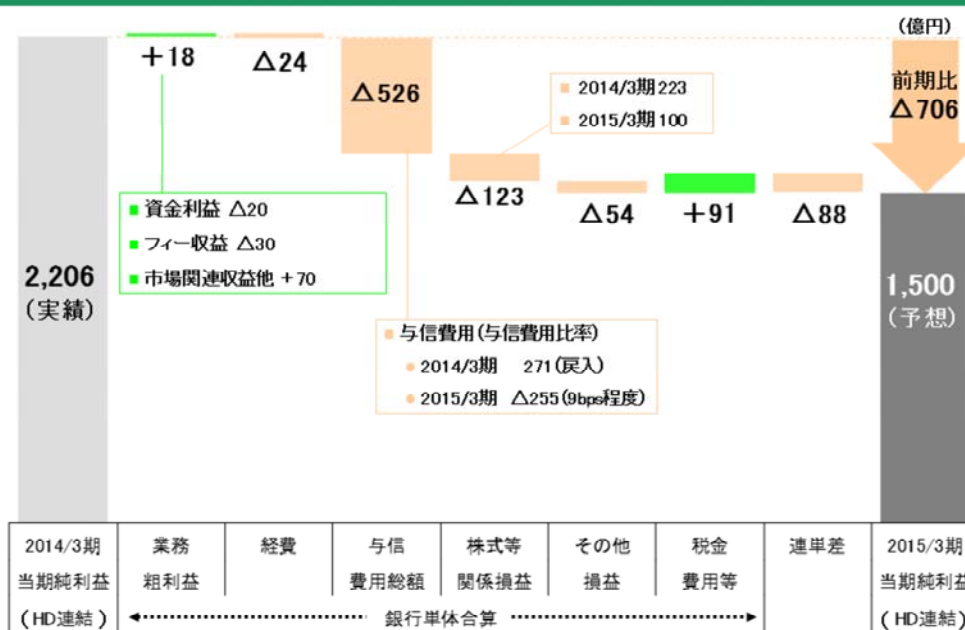 (億円)
+18
△24
△526
■ 2014/3期 223
■ 2015/3期 100
前期比
△706
△123
△54
+91
△88
■ 資金利益 △20
■ フィー収益 △30
■ 市場関連収益他 +70
2,206
(実績)
1,500
(予想)
■ 与信費用(与信費用比率)
● 2014/3期 271(戻入)
● 2015/3期 △255(9bps程度)
2014/3期
当期純利益
(HD連結)
業務
粗利益
経費
与信
費用総額
株式等
関係損益
その他
損益
税金
費用等
連単差
2015/3期
当期純利益
(HD連結)
銀行単体合算